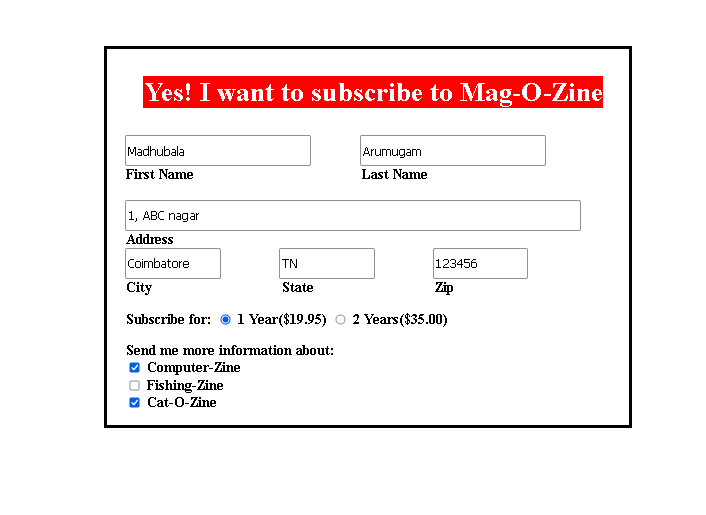 Yes! I want to subscribe to Mag-O-Zine
Madhubala Arumugam
First Name Last Name
1, ABC nagar
Address
Coimbatore TN 123456
City State Zip
Subscribe for: 1 Year($19.95) 2 Years($35.00)
Send me more information about:
Computer-Zine
Fishing-Zine
Cat-O-Zine